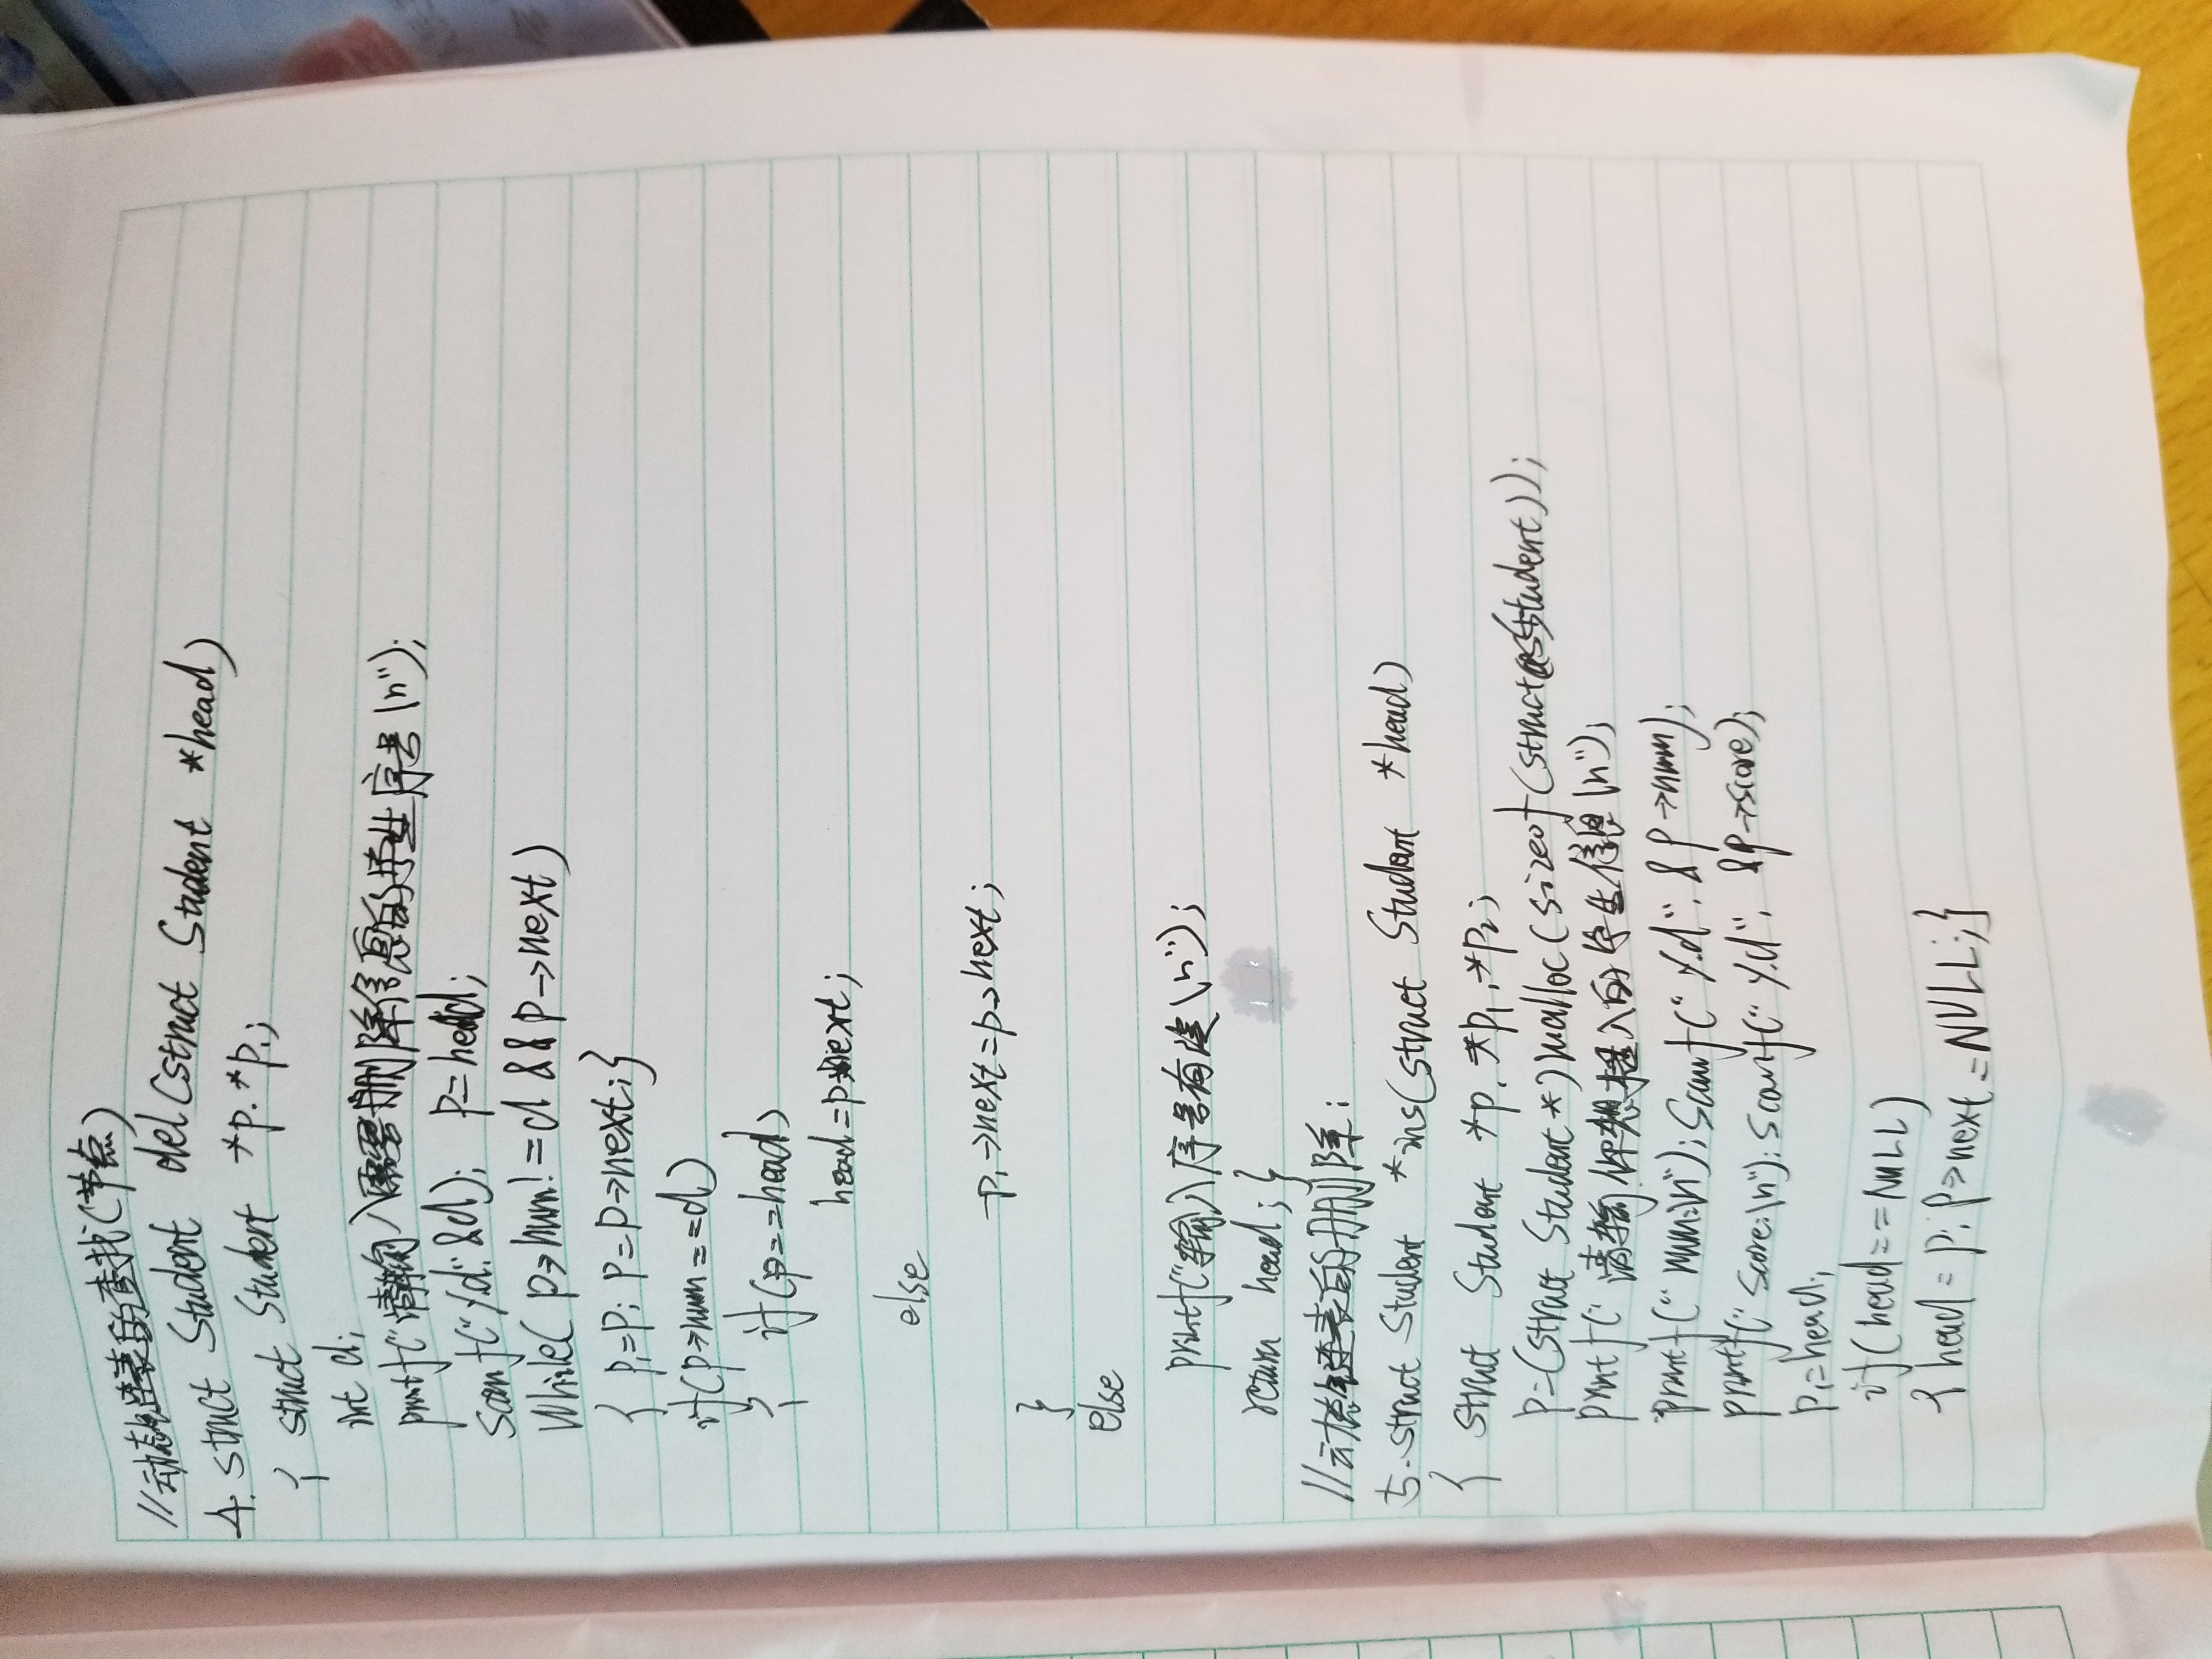 //动态链表的查找(节点)
4. struct Student del(struct Student *head)
{ struct Student *p.*p1;
int d;
printf("请输入需要删除信息的学生序号\n");
scanf("%d",&d); p=head;
while(p->num!=d&&p->next)
{ p1=p; p=p->next;}
if(p->num==d)
{ if(p==head)
head=p->next;
else
p1->next=p->next;
}
else
printf("输入序号有误\n");
return head;}
//动态链表的删除:
5. struct Student *ins(struct Student *head)
{ struct Student *p,*p1,*p2;
p=(struct Student*)malloc(sizeof(struct Student));
printf("请输你想插入的学生信息\n");
printf("num:\n");scanf("%d",&p->num);
printf("score:\n");scanf("%d",&p->score);
p1=head;
if(head==NULL)
{head=p;p->next=NULL;}